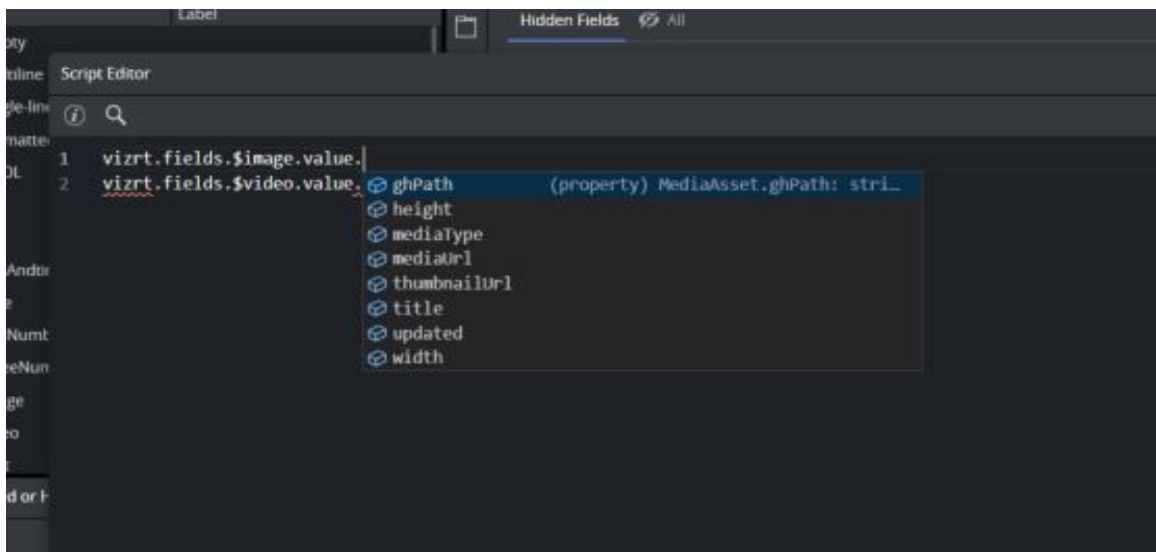 Label
Hidden Fields All
Script Editor
1 vizrt.fields.$image.value.
2 vizrt.fields.$video.value.
ghPath (property) MediaAsset.ghPath: stri…
height
mediaType
mediaUrl
thumbnailUrl
title
updated
width